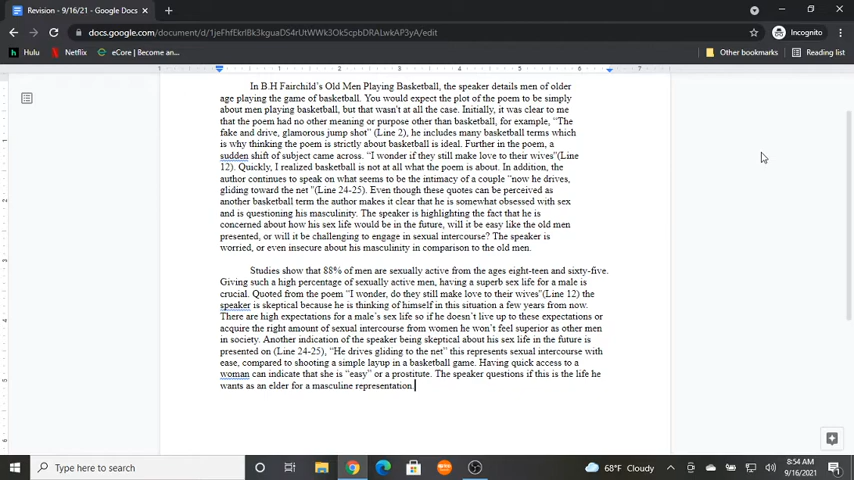 Revision - 9/16/21 - Google Docs
docs.google.com/document/d/1jeFhfEkrlBk3kguaDS4rUtWWk3Ok5cpbDRALwkAP3yA/edit
Incognito
Hulu
Netflix
eCore | Become an...
Other bookmarks
Reading list
1 2 3 4 5 6 7
In B.H Fairchild's Old Men Playing Basketball, the speaker details men of older
age playing the game of basketball. You would expect the plot of the poem to be simply
about men playing basketball, but that wasn't at all the case. Initially, it was clear to me
that the poem had no other meaning or purpose other than basketball, for example, "The
fake and drive, glamorous jump shot" (Line 2), he includes many basketball terms which
is why thinking the poem is strictly about basketball is ideal. Further in the poem, a
sudden shift of subject came across. "I wonder if they still make love to their wives"(Line
12). Quickly, I realized basketball is not at all what the poem is about. In addition, the
author continues to speak on what seems to be the intimacy of a couple "now he drives,
gliding toward the net "(Line 24-25). Even though these quotes can be perceived as
another basketball term the author makes it clear that he is somewhat obsessed with sex
and is questioning his masculinity. The speaker is highlighting the fact that he is
concerned about how his sex life would be in the future, will it be easy like the old men
presented, or will it be challenging to engage in sexual intercourse? The speaker is
worried, or even insecure about his masculinity in comparison to the old men.
Studies show that 88% of men are sexually active from the ages eight-teen and sixty-five.
Giving such a high percentage of sexually active men, having a superb sex life for a male is
crucial. Quoted from the poem "I wonder, do they still make love to their wives"(Line 12) the
speaker is skeptical because he is thinking of himself in this situation a few years from now.
There are high expectations for a male's sex life so if he doesn't live up to these expectations or
acquire the right amount of sexual intercourse from women he won't feel superior as other men
in society. Another indication of the speaker being skeptical about his sex life in the future is
presented on (Line 24-25), "He drives gliding to the net" this represents sexual intercourse with
ease, compared to shooting a simple layup in a basketball game. Having quick access to a
woman can indicate that she is "easy" or a prostitute. The speaker questions if this is the life he
wants as an elder for a masculine representation.
Type here to search
68°F Cloudy
8:54 AM
9/16/2021